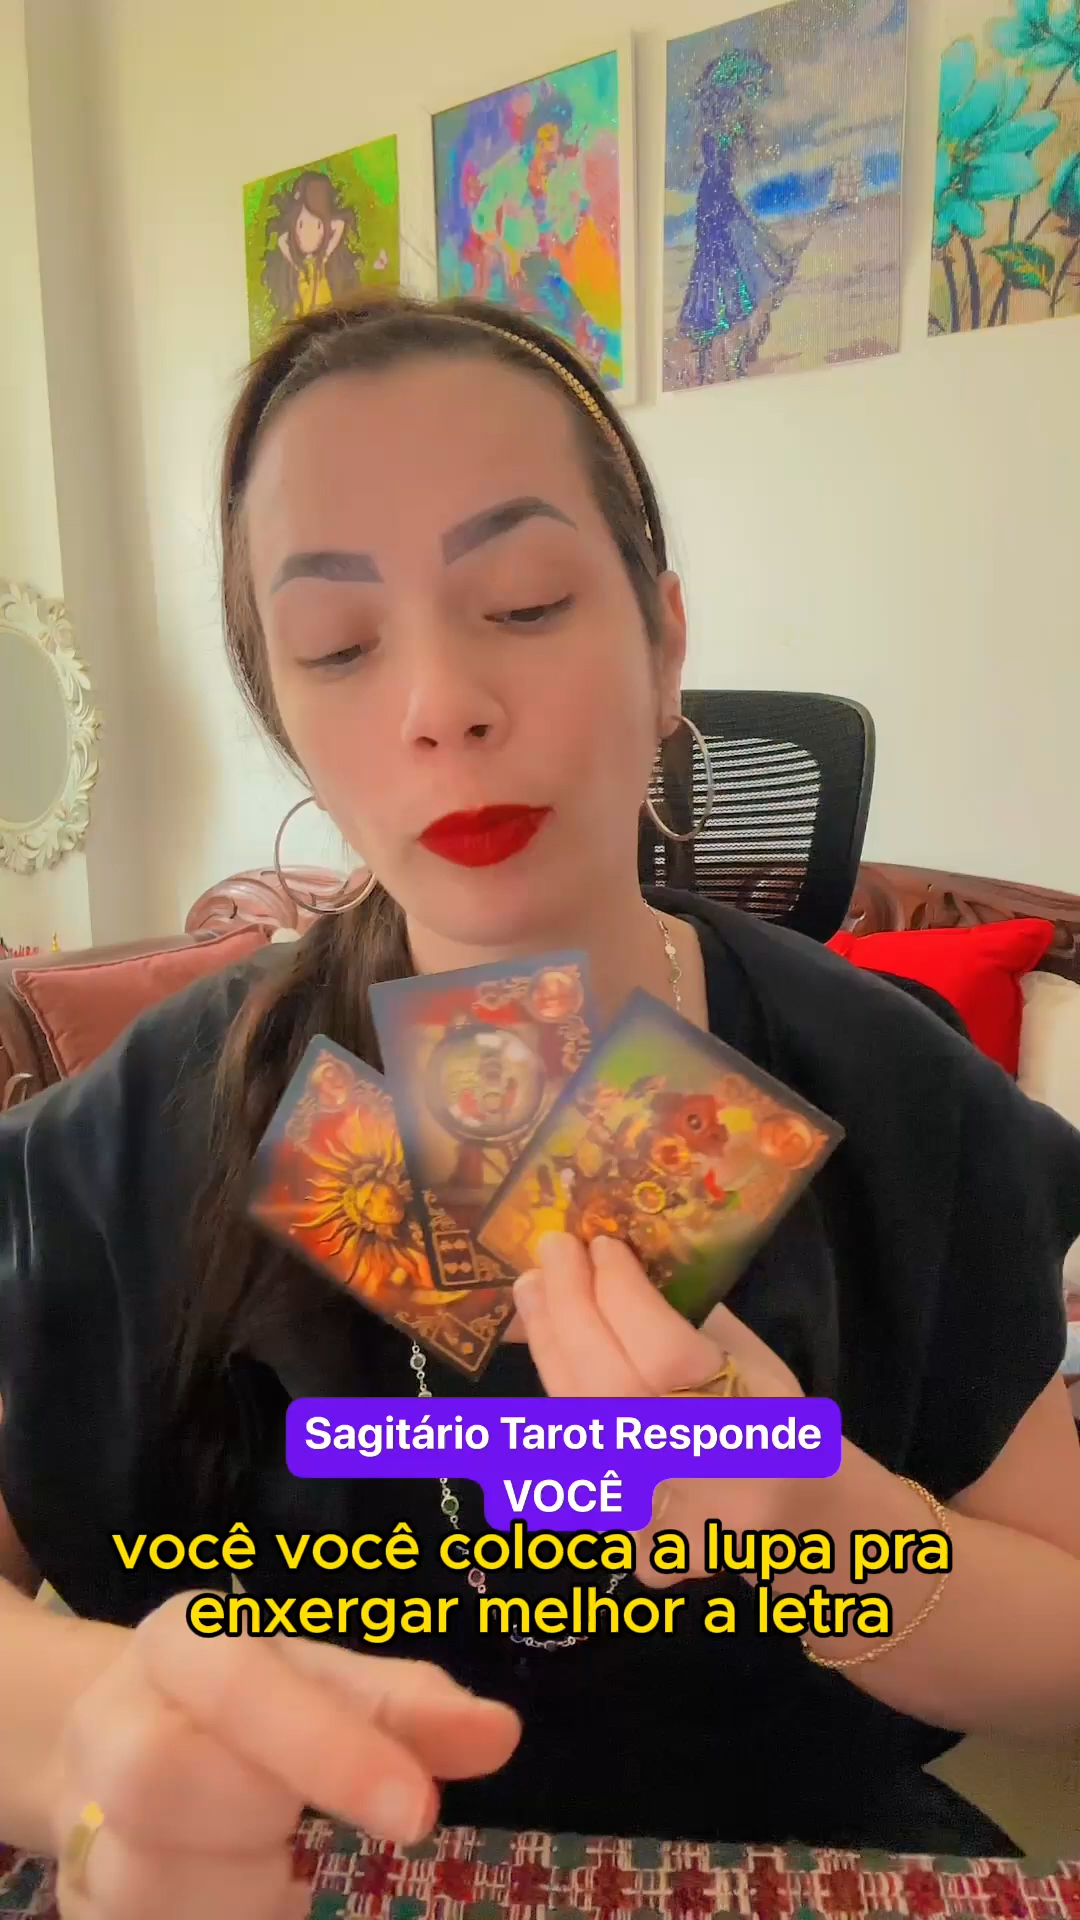 Sagitário Tarot Responde
VOCÊ
você você coloca a lupa pra
enxergar melhor a letra